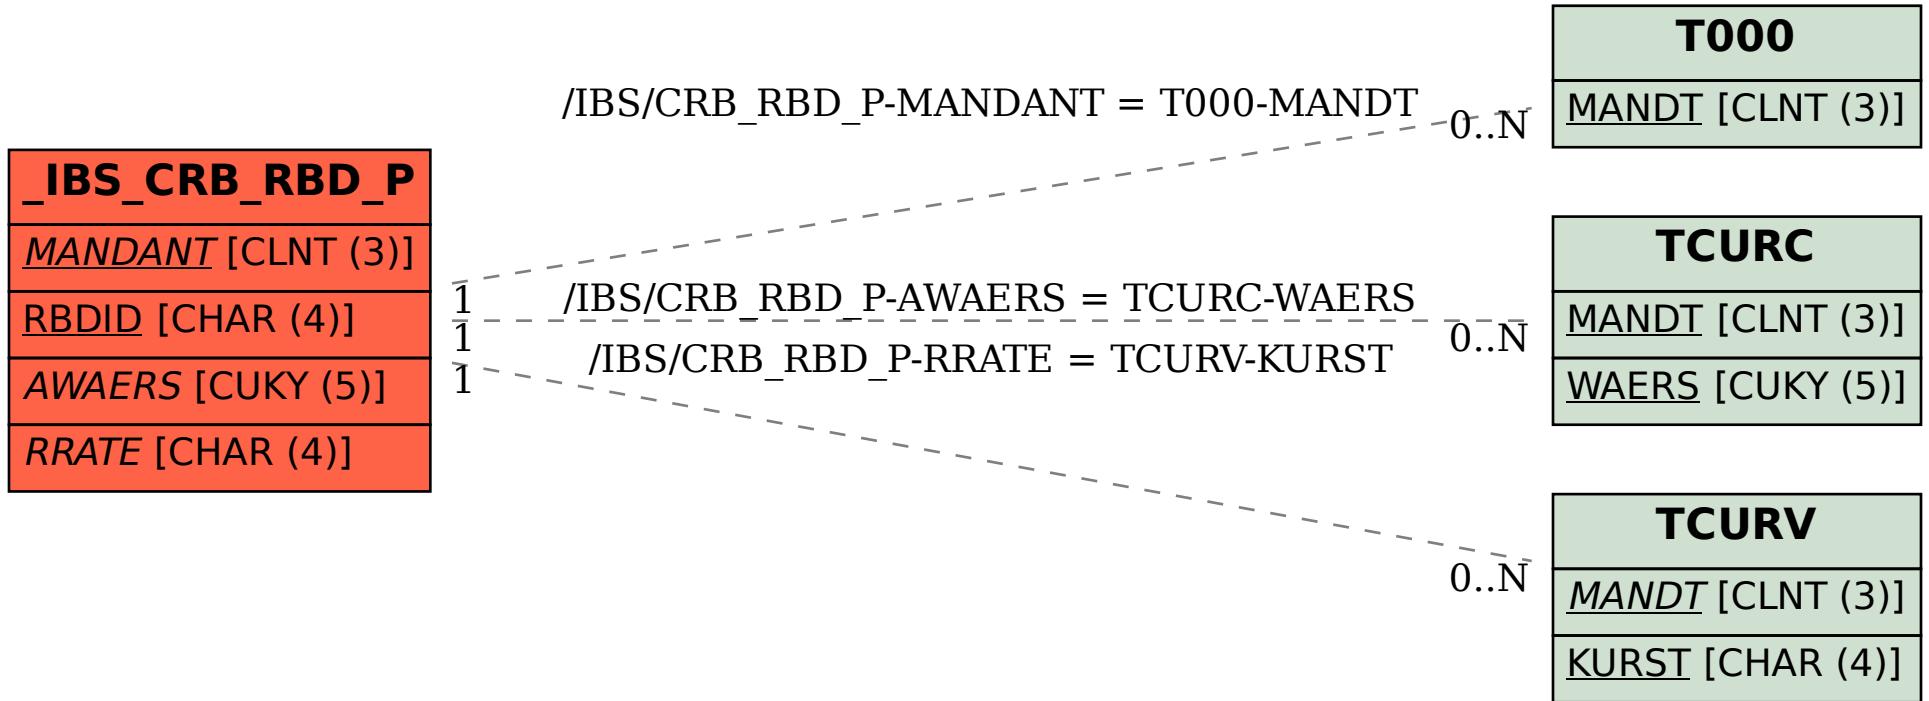 _IBS_CRB_RBD_P
MANDANT [CLNT (3)]
RBDID [CHAR (4)]
AWAERS [CUKY (5)]
RRATE [CHAR (4)]
/IBS/CRB_RBD_P-MANDANT = T000-MANDT
0..N
1
/IBS/CRB_RBD_P-AWAERS = TCURC-WAERS
0..N
1
/IBS/CRB_RBD_P-RRATE = TCURV-KURST
0..N
1
T000
MANDT [CLNT (3)]
TCURC
MANDT [CLNT (3)]
WAERS [CUKY (5)]
TCURV
MANDT [CLNT (3)]
KURST [CHAR (4)]